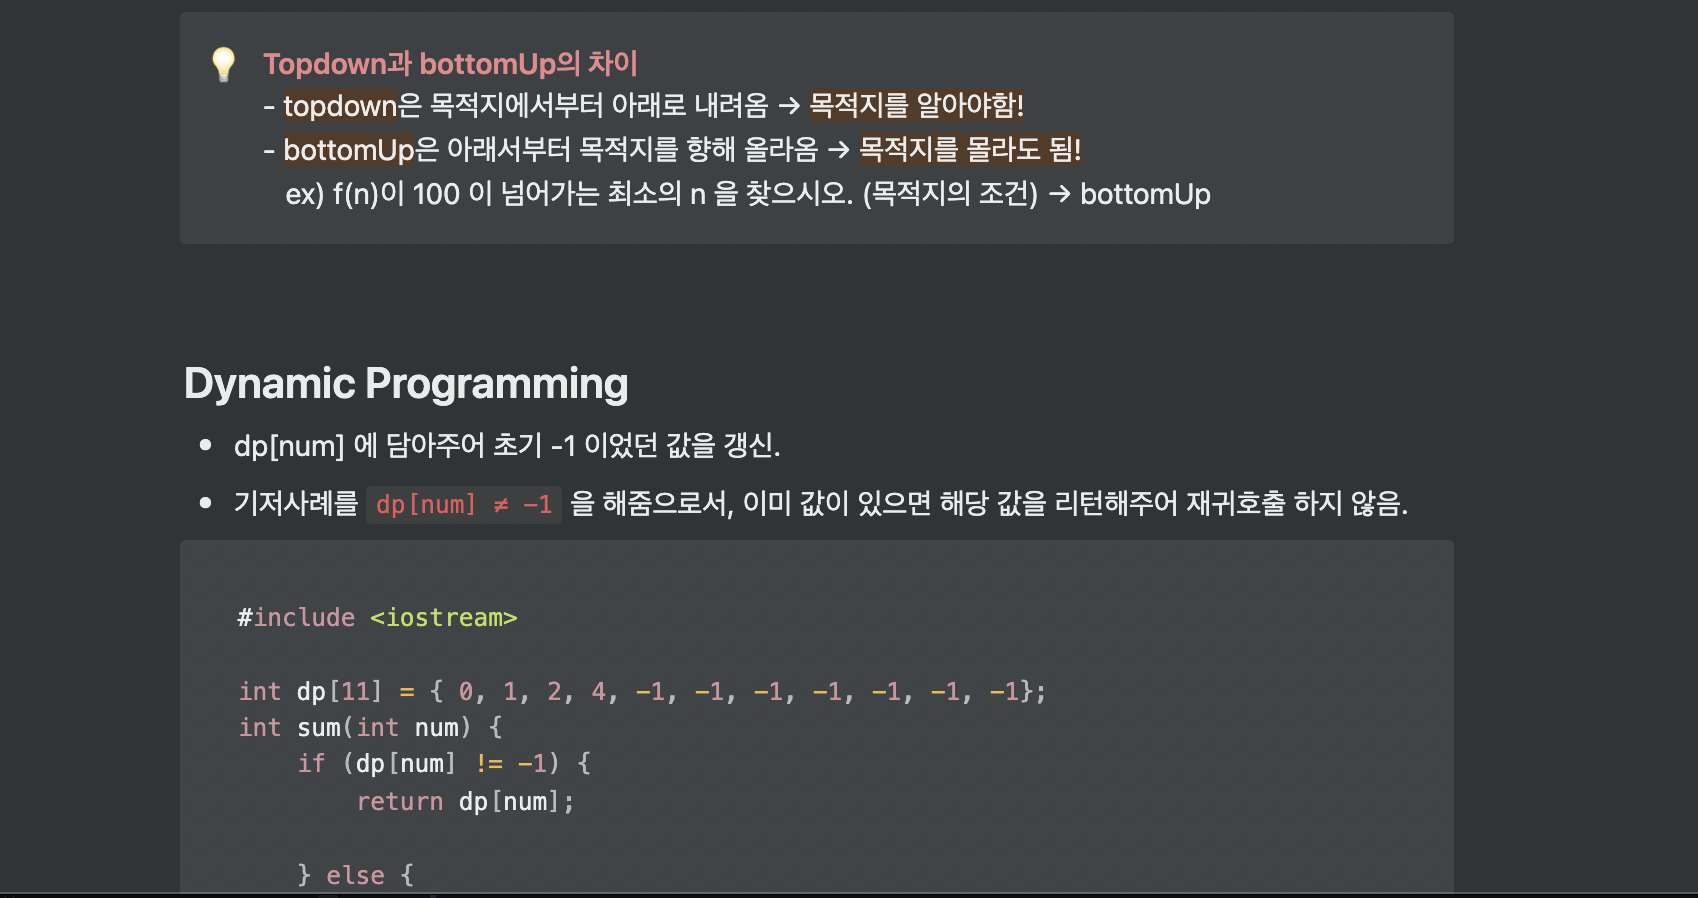 Topdown과 bottomUp의 차이
- topdown은 목적지에서부터 아래로 내려옴 → 목적지를 알아야함!
- bottomUp은 아래서부터 목적지를 향해 올라옴 → 목적지를 몰라도 됨!
ex) f(n)이 100 이 넘어가는 최소의 n 을 찾으시오. (목적지의 조건) → bottomUp
Dynamic Programming
• dp[num] 에 담아주어 초기 -1 이었던 값을 갱신.
• 기저사례를 dp[num] ≠ -1 을 해줌으로서, 이미 값이 있으면 해당 값을 리턴해주어 재귀호출 하지 않음.
#include <iostream>
int dp[11] = { 0, 1, 2, 4, -1, -1, -1, -1, -1, -1, -1};
int sum(int num) {
if (dp[num] != -1) {
return dp[num];
} else {